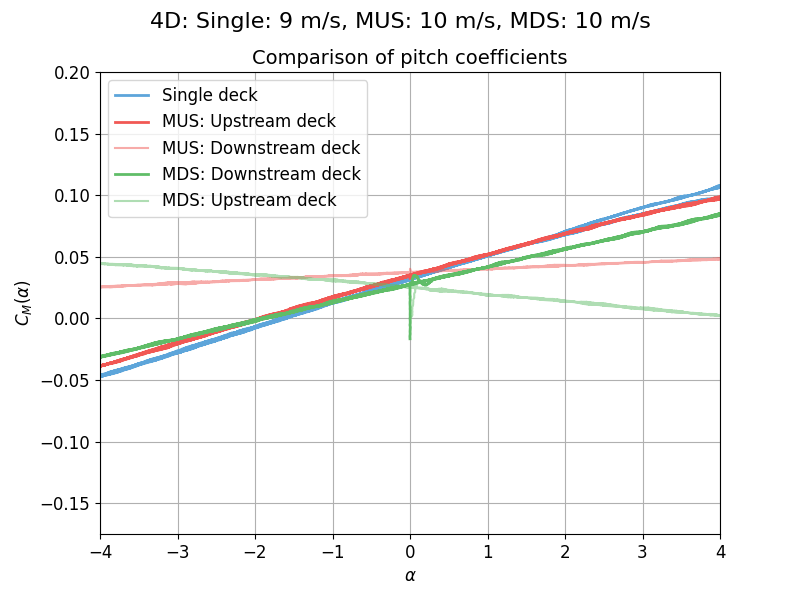 4D: Single: 9 m/s, MUS: 10 m/s, MDS: 10 m/s
Comparison of pitch coefficients
Single deck
MUS: Upstream deck
MUS: Downstream deck
MDS: Downstream deck
MDS: Upstream deck
0.20
0.15
0.10
0.05
0.00
−0.05
−0.10
−0.15
C_M(α)
−4 −3 −2 −1 0 1 2 3 4
α